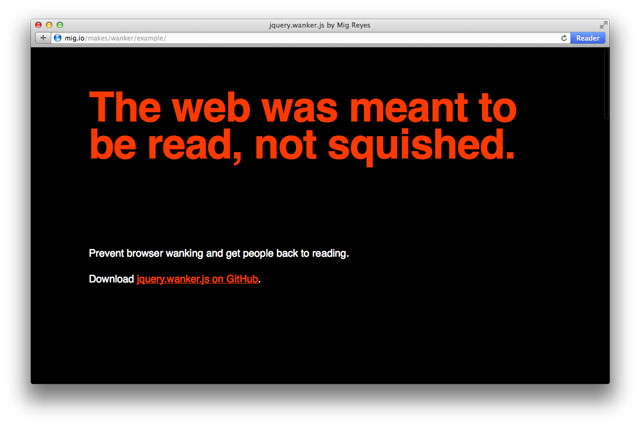 jquery.wanker.js by Mig Reyes
mig.io/makes/wanker/example/
Reader
The web was meant to
be read, not squished.
Prevent browser wanking and get people back to reading.
Download jquery.wanker.js on GitHub.